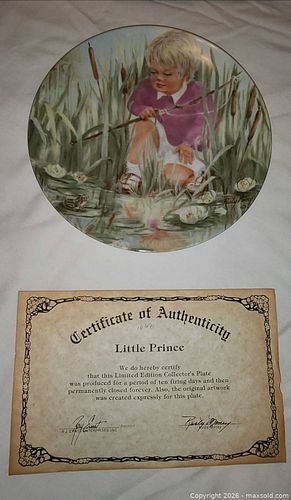 Certificate of Authenticity
Little Prince
We do hereby certify
that this Limited Edition Collector's Plate
was produced for a period of ten firing days and then
permanently closed forever. Also, the original artwork
was created expressly for this plate.
Copyright 2026 - maxsold.com